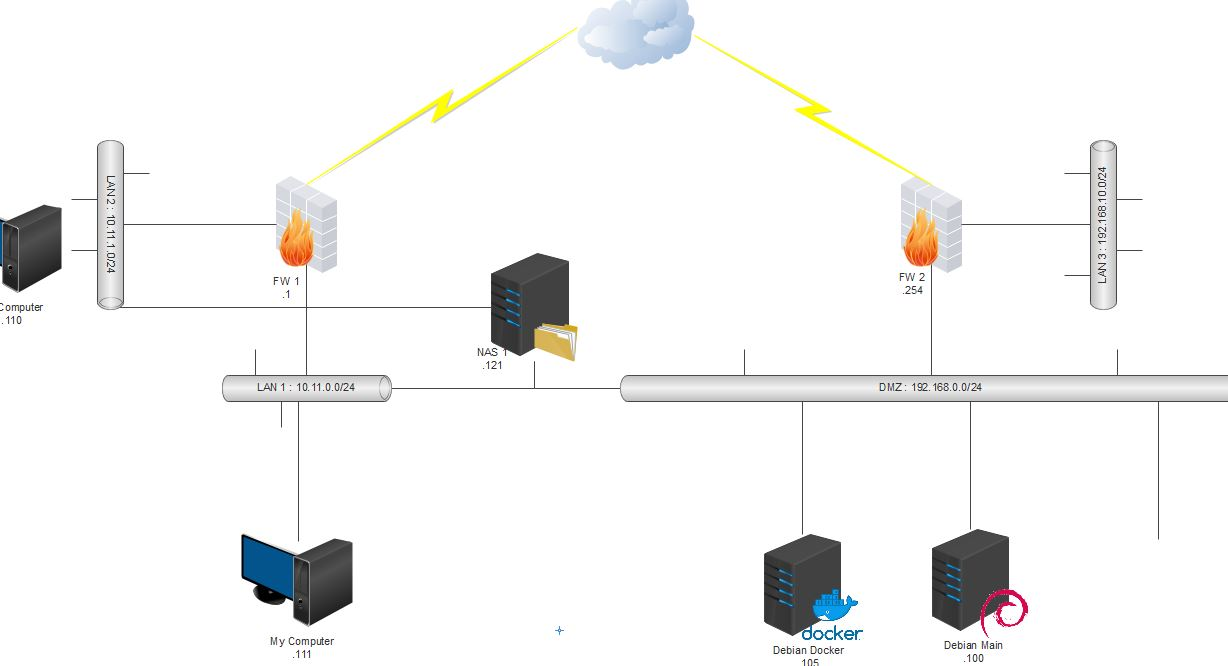 LAN 2 : 10.11.1.0/24
LAN 3 : 192.168.10.0/24
FW 1
.1
FW 2
.254
Computer
.110
NAS 1
.121
LAN 1 : 10.11.0.0/24
DMZ : 192.168.0.0/24
docker
My Computer
.111
Debian Docker
105
Debian Main
.100